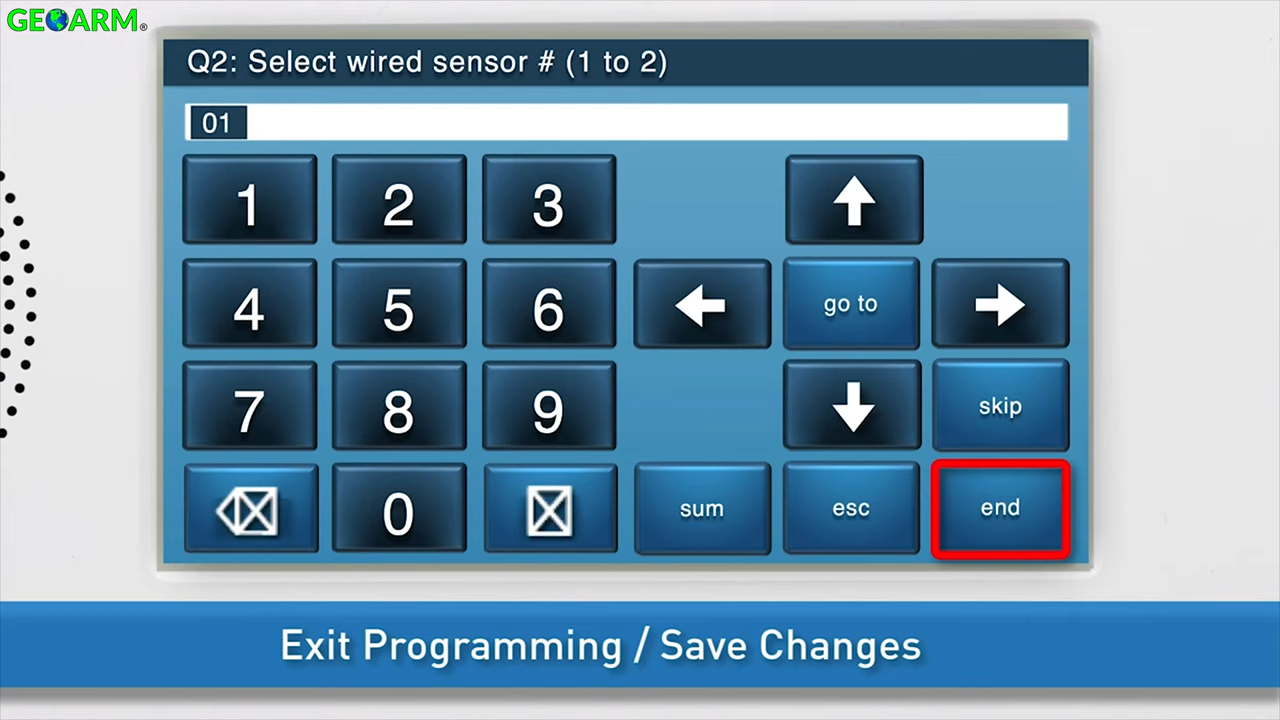 GEOARM®
Q2: Select wired sensor # (1 to 2)
01
1 2 3
4 5 6 go to
7 8 9 skip
0 sum esc end
Exit Programming / Save Changes